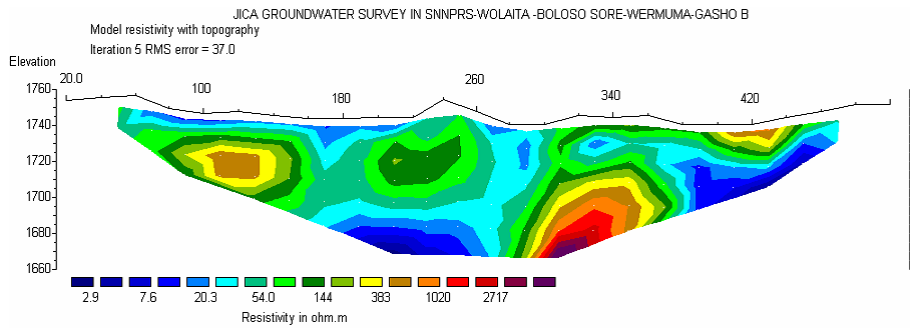 JICA GROUNDWATER SURVEY IN SNNPRS-WOLAITA -BOLOSO SORE-WERMUMA-GASHO B
Model resistivity with topography
Iteration 5 RMS error = 37.0
Elevation
20.0 100 180 260 340 420
1760
1740
1720
1700
1680
1660
2.9 7.6 20.3 54.0 144 383 1020 2717
Resistivity in ohm.m